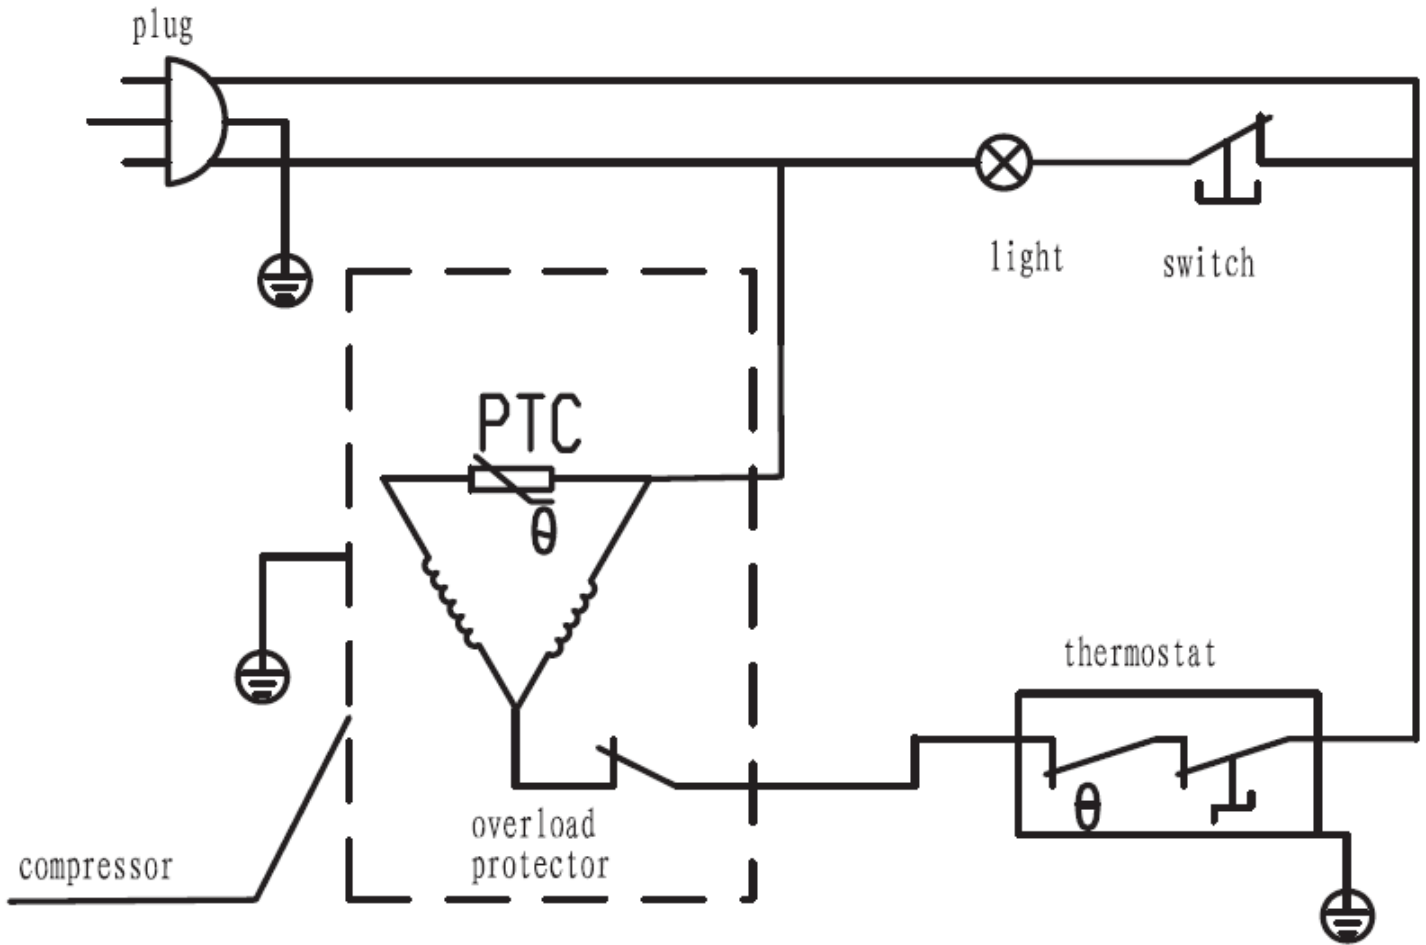 plug
light
switch
PTC
θ
thermostat
θ
overload
protector
compressor